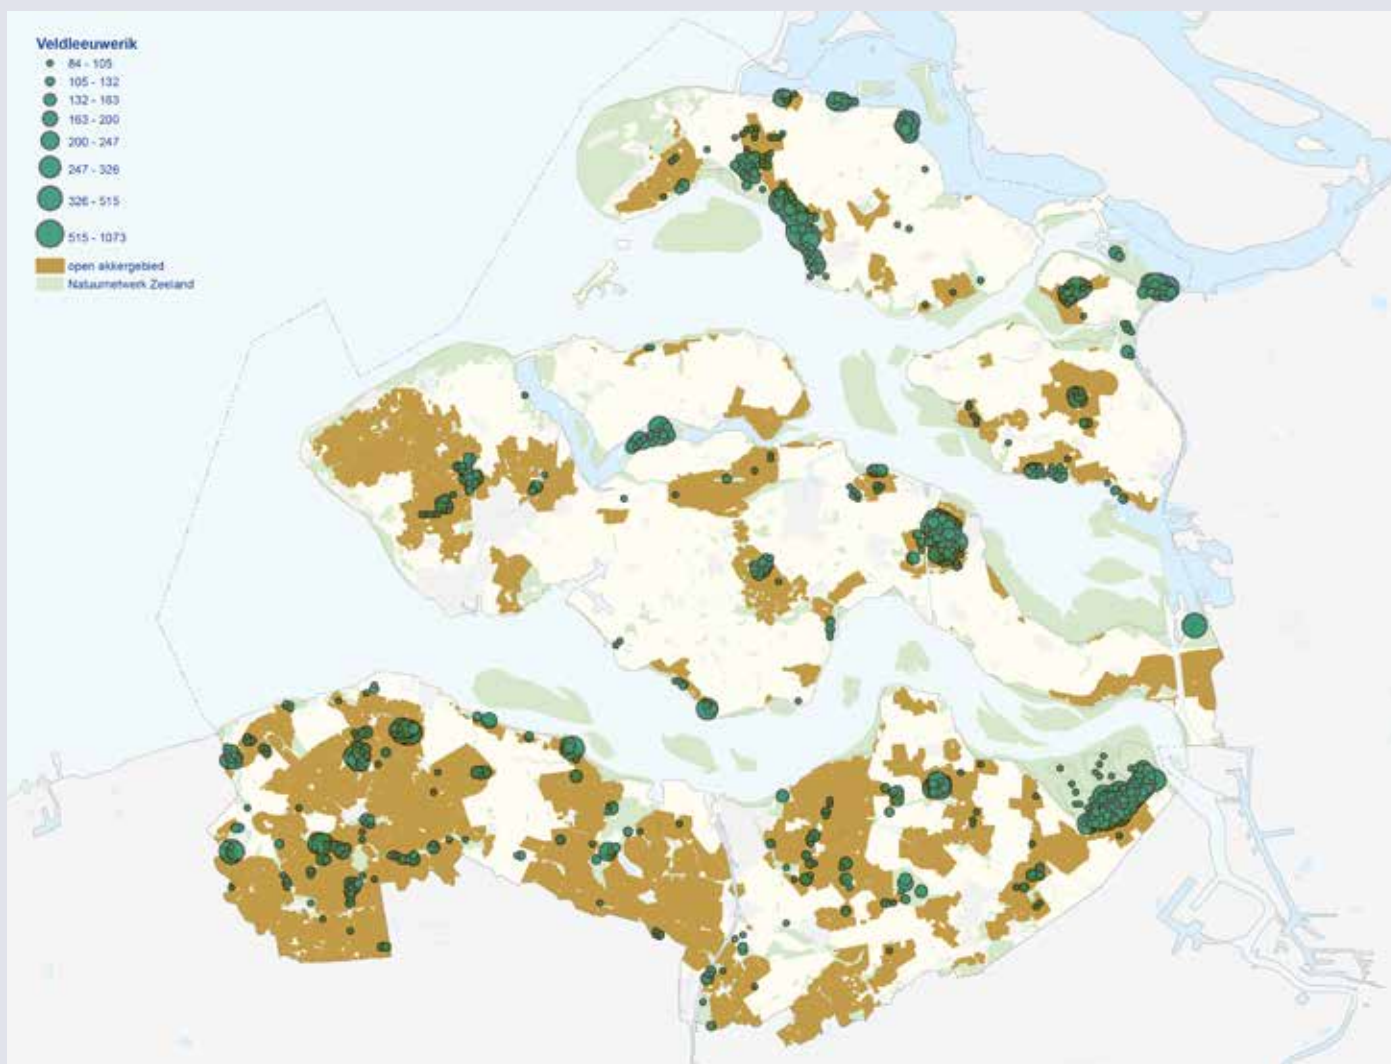 Veldleeuwerik
84 - 105
105 - 132
132 - 163
163 - 200
200 - 247
247 - 326
326 - 515
515 - 1073
open akkergebied
Natuurnetwerk Zeeland